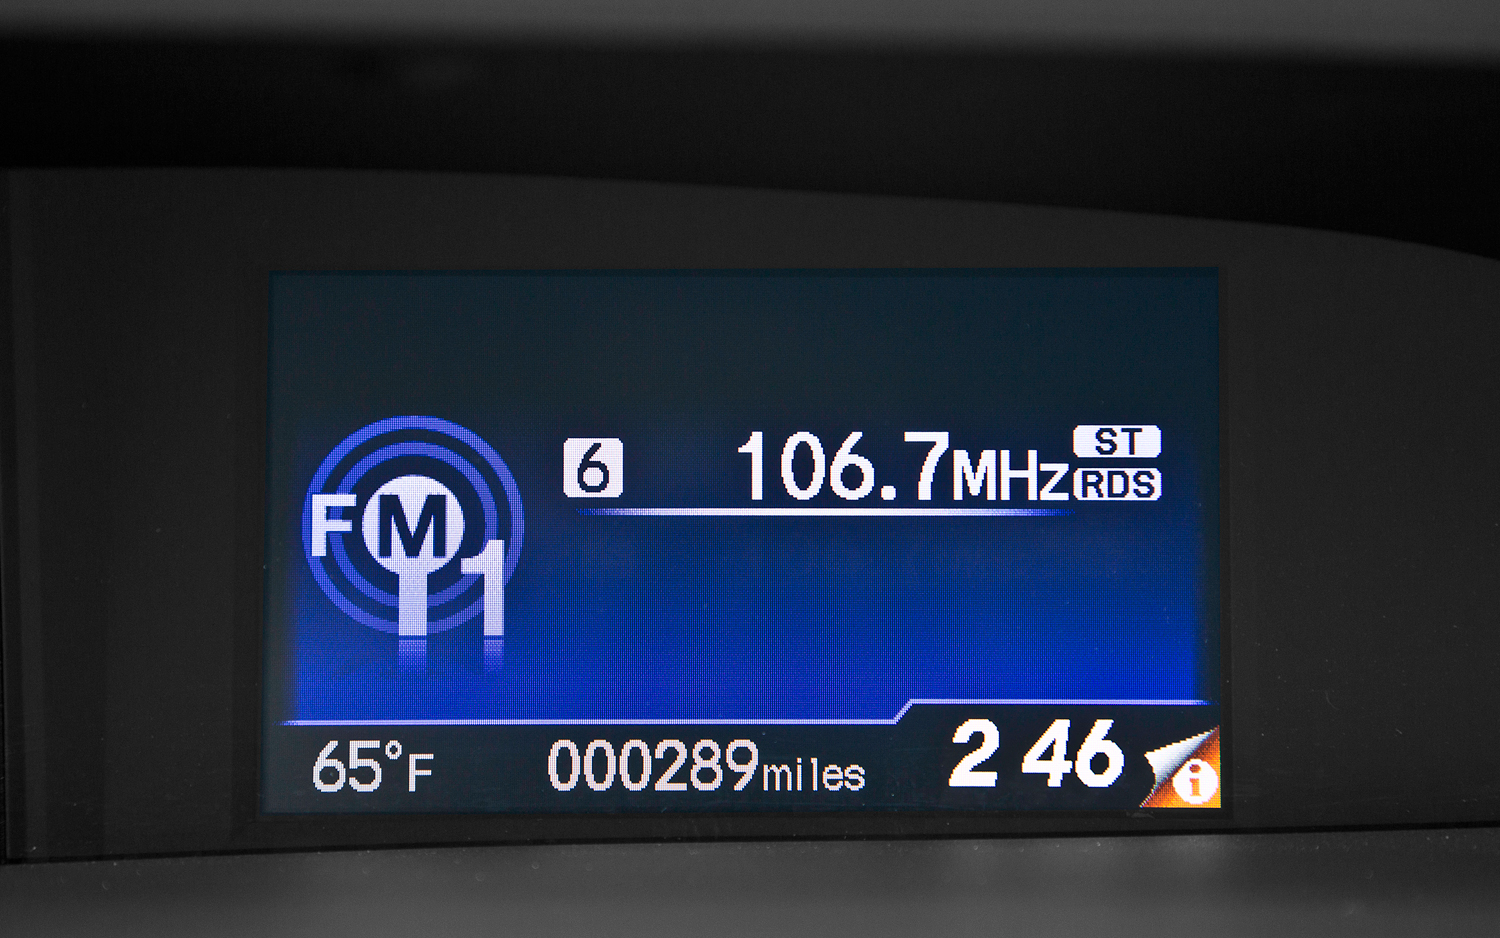 FM1
6 106.7MHz ST
RDS
65°F 000289miles 2 46 i